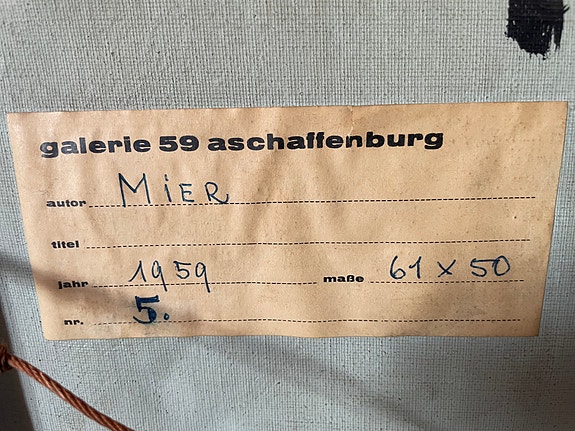 galerie 59 aschaffenburg
autor MiER
titel
jahr 1959 maße 61 x 50
nr. 5.